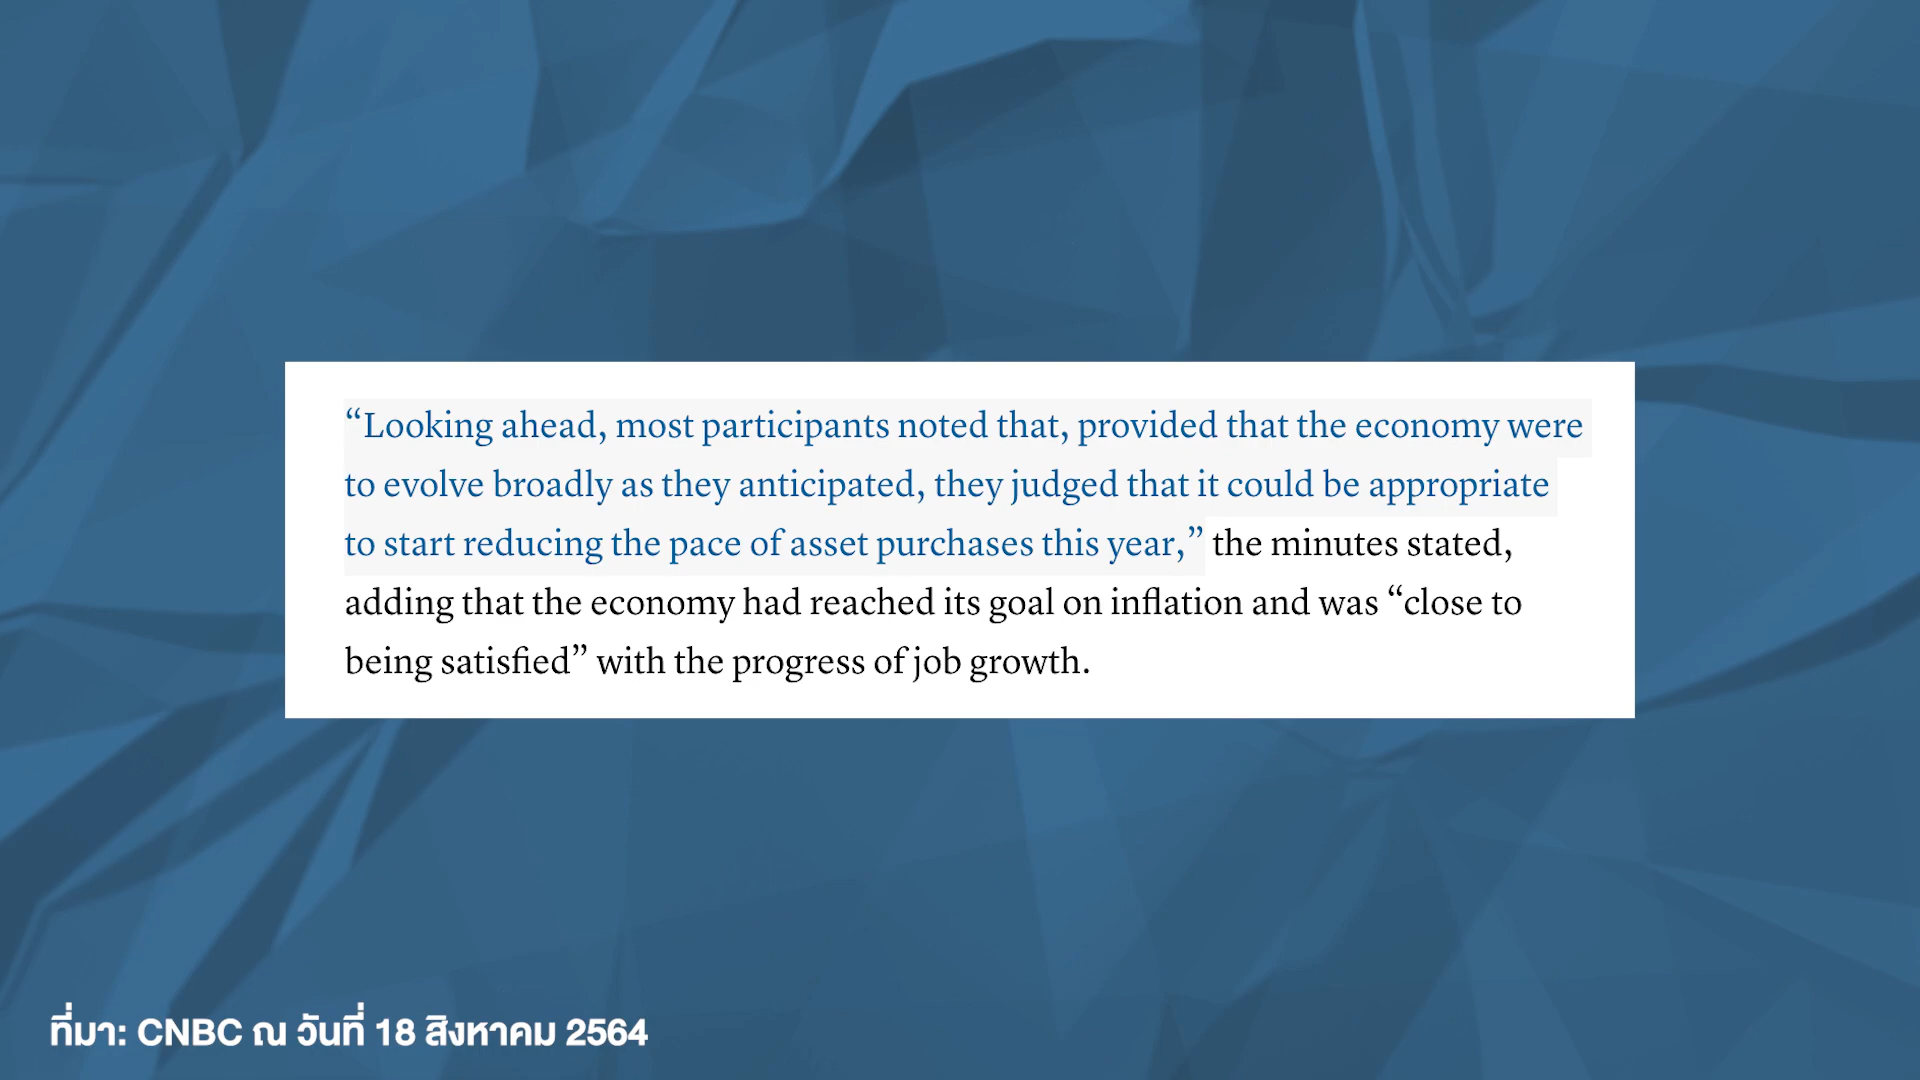 “Looking ahead, most participants noted that, provided that the economy were
to evolve broadly as they anticipated, they judged that it could be appropriate
to start reducing the pace of asset purchases this year,” the minutes stated,
adding that the economy had reached its goal on inflation and was “close to
being satisfied” with the progress of job growth.
ที่มา: CNBC ณ วันที่ 18 สิงหาคม 2564